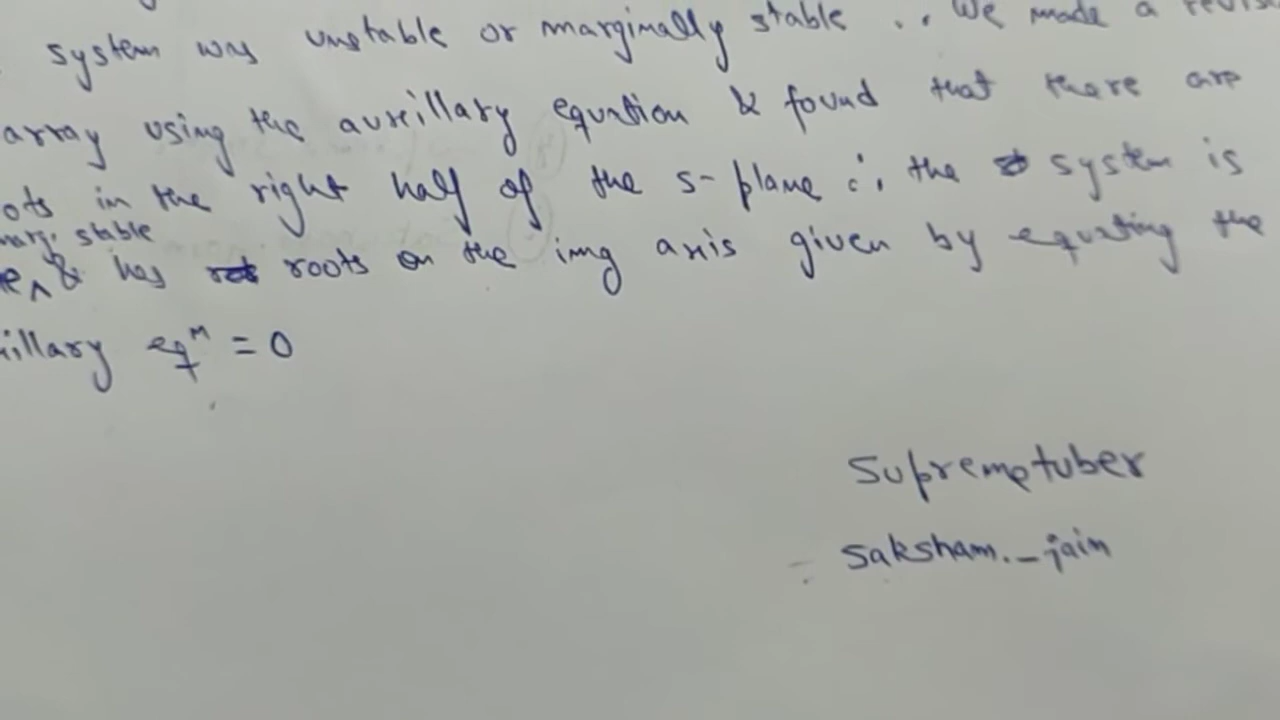 system was unstable or marginally stable ∴ We made a revis
array using the auxillary equation & found that there are
ots in the right half of the s-plane ∴ the system is
marg. stable
& has roots on the img axis given by equating the
illary eqⁿ = 0
Supremetuber
saksham._jain